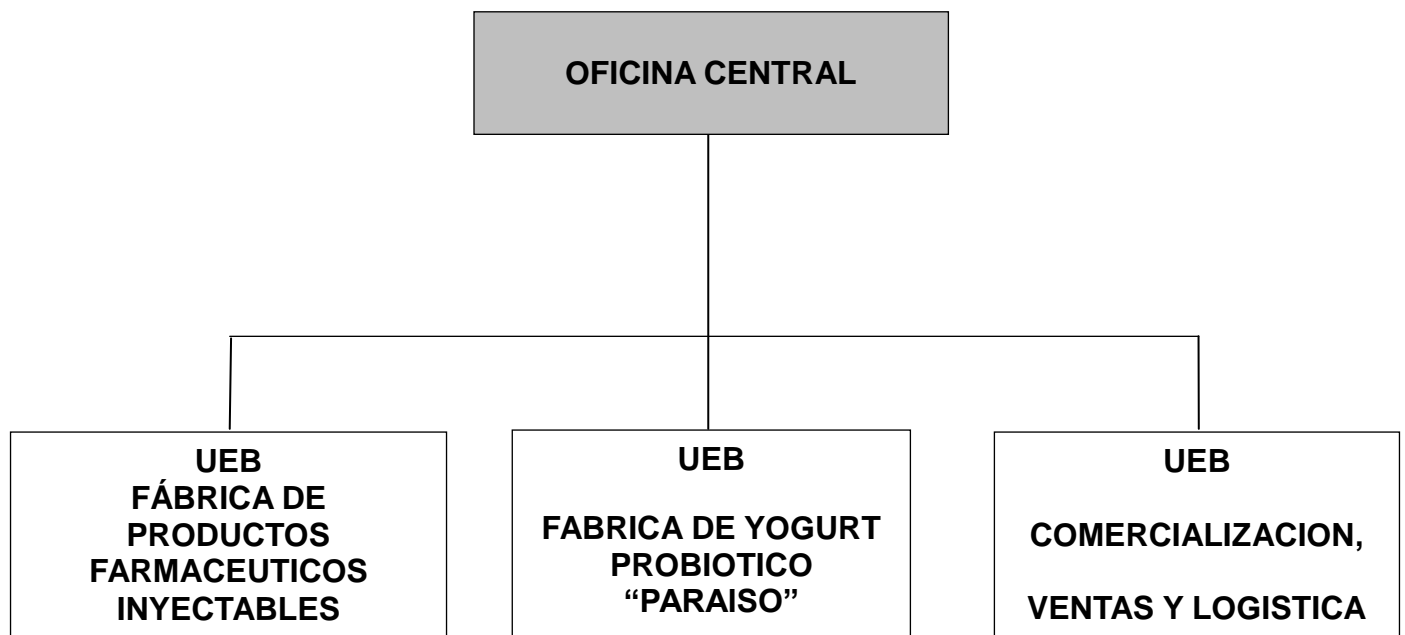 OFICINA CENTRAL
UEB
FÁBRICA DE
PRODUCTOS
FARMACEUTICOS
INYECTABLES
UEB
FABRICA DE YOGURT
PROBIOTICO
“PARAISO”
UEB
COMERCIALIZACION,
VENTAS Y LOGISTICA